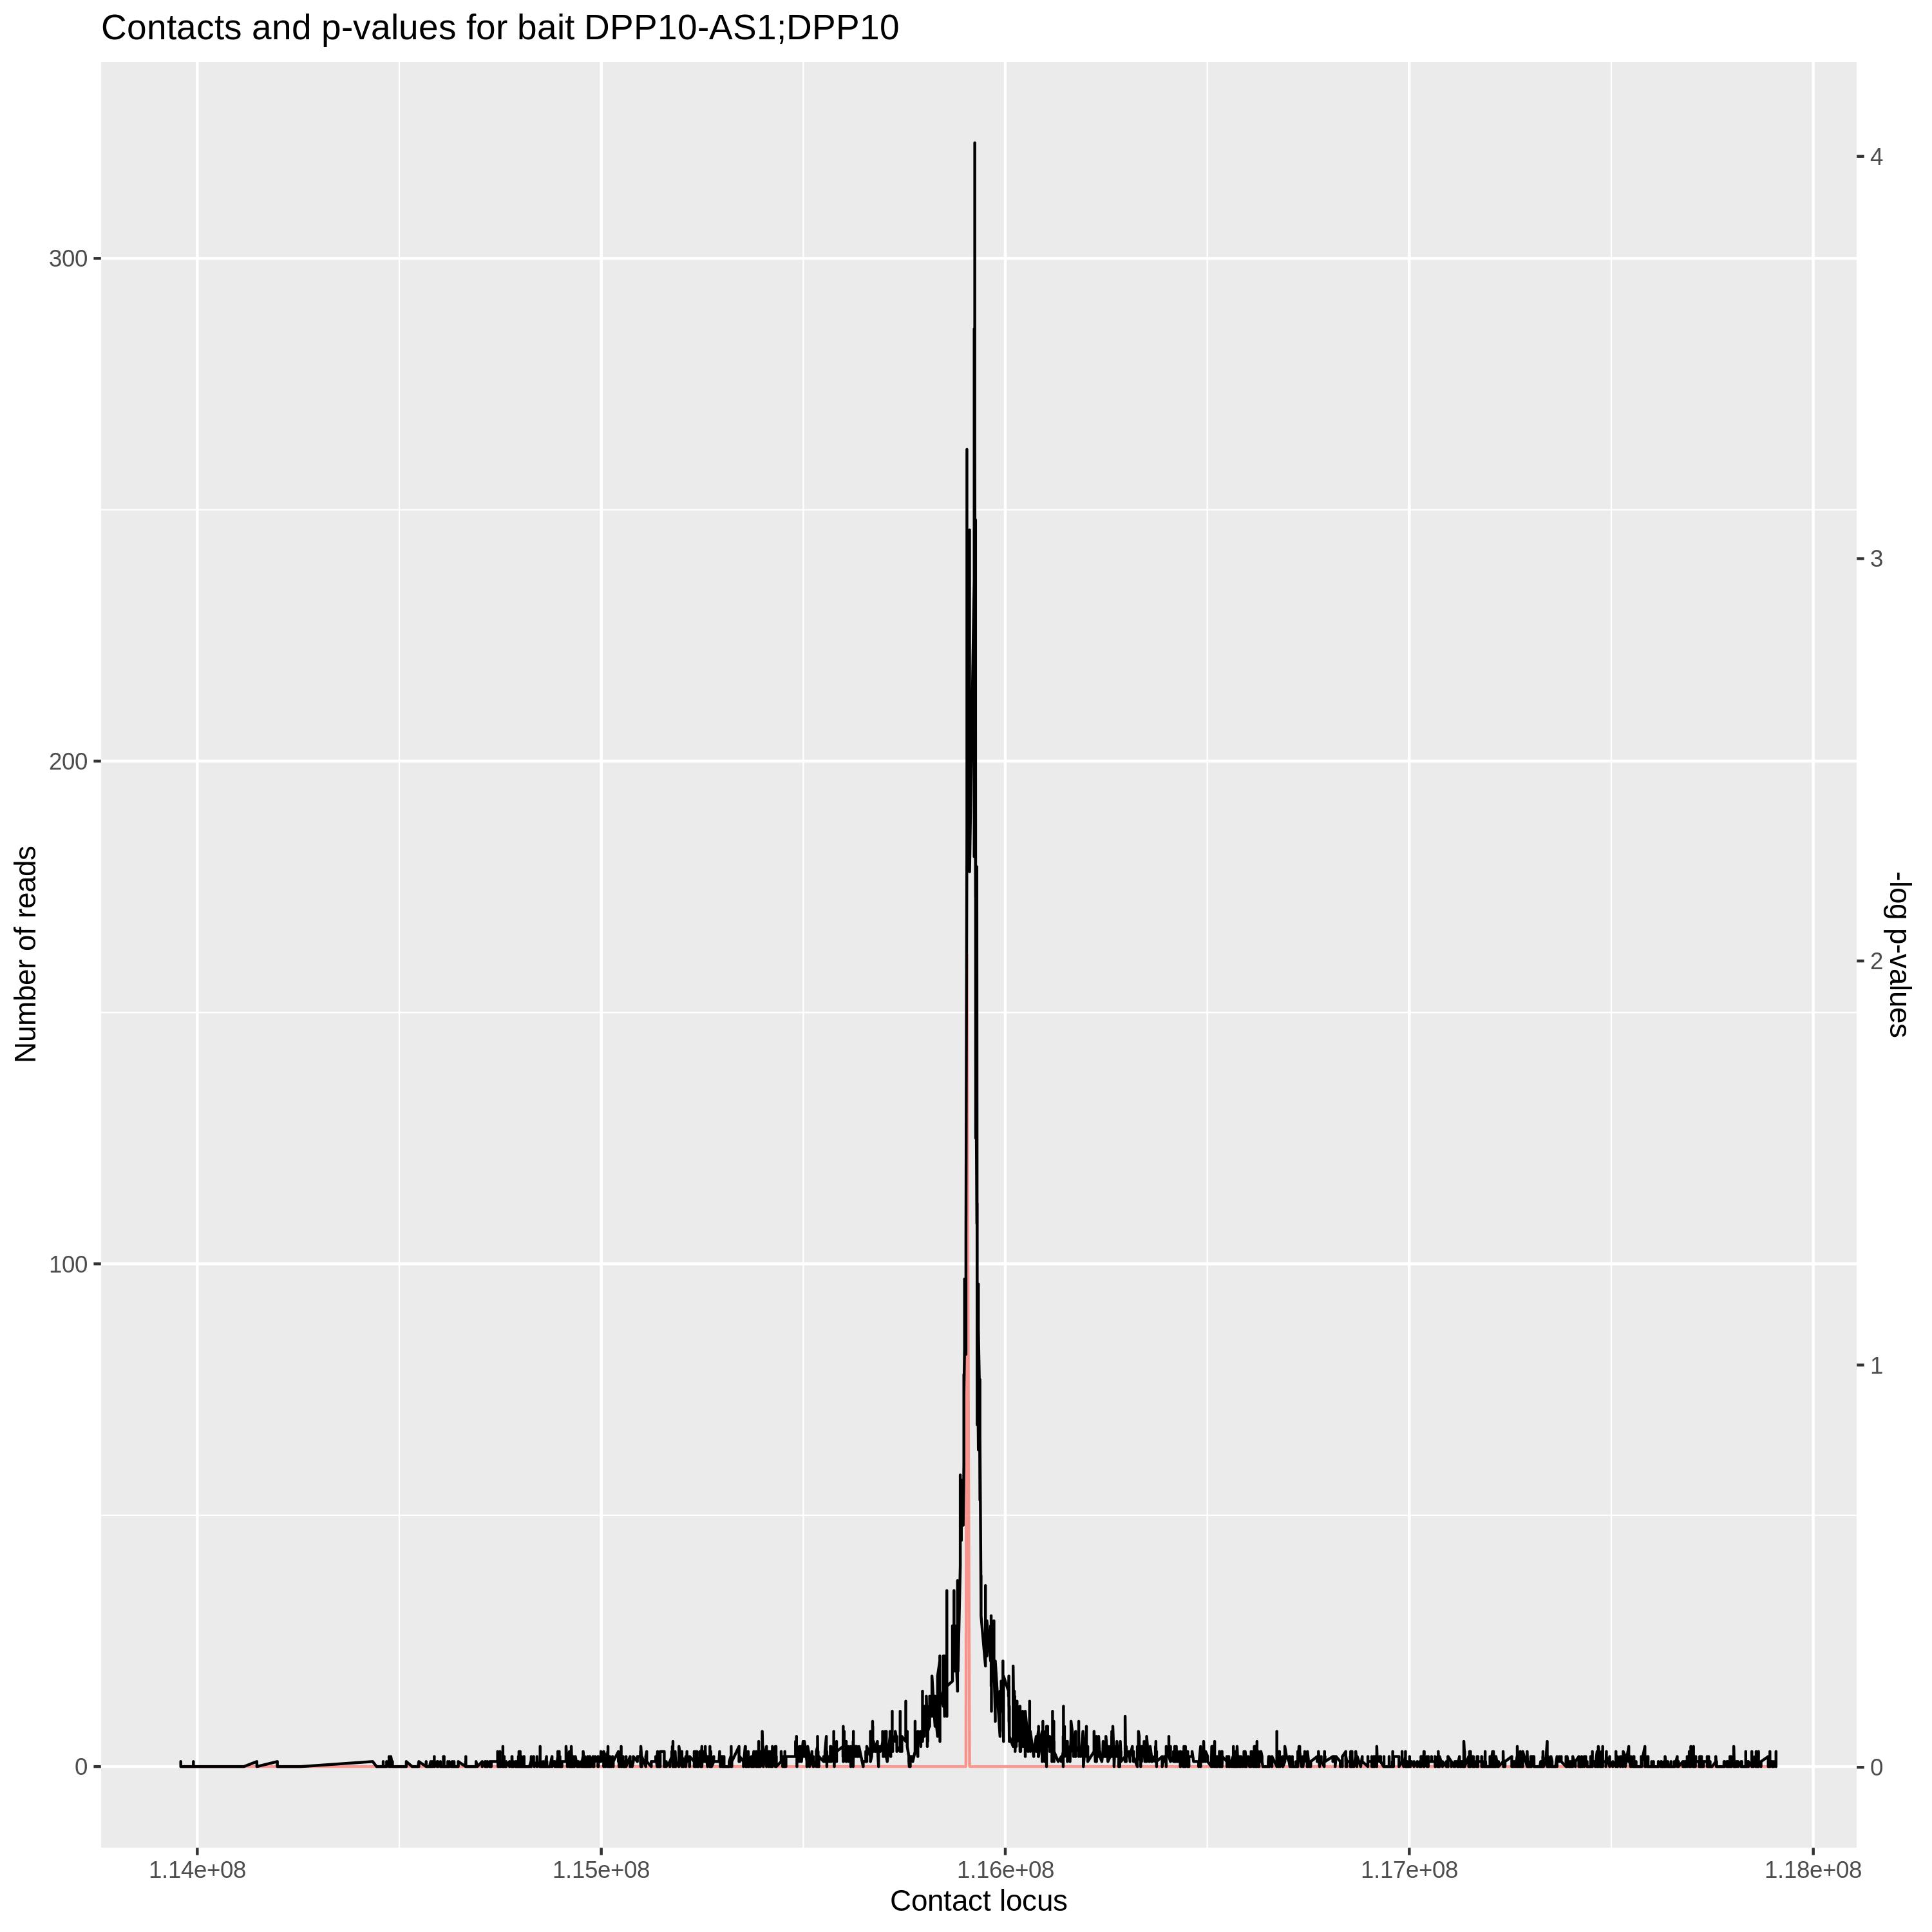 Contacts and p-values for bait DPP10-AS1;DPP10
300
200
100
0
Number of reads
4
3
2
1
0
-log p-values
1.14e+08
1.15e+08
1.16e+08
1.17e+08
1.18e+08
Contact locus